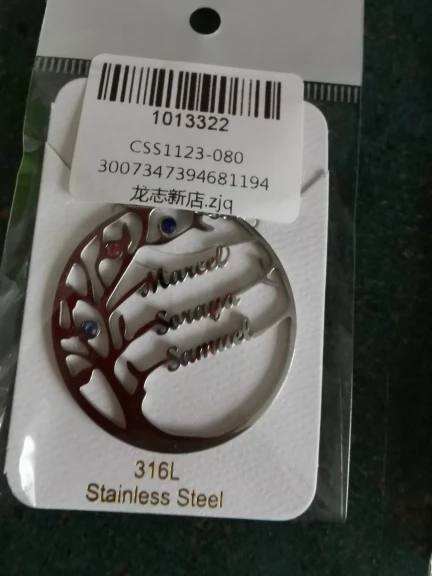 1013322
CSS1123-080
3007347394681194
龙志新店.zjq
Marcel
Soraya
Samuel
316L
Stainless Steel